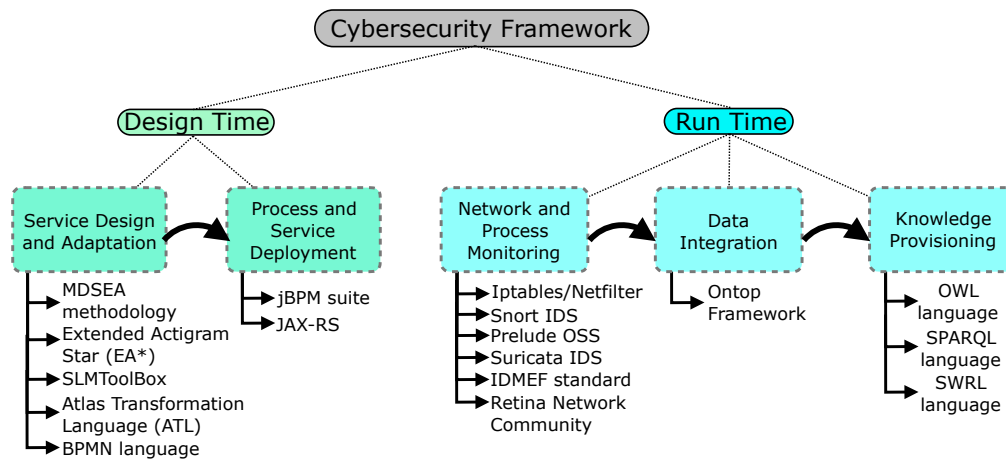 Cybersecurity Framework
Design Time
Run Time
Service Design
and Adaptation
Process and
Service
Deployment
Network and
Process
Monitoring
Data
Integration
Knowledge
Provisioning
MDSEA
methodology
Extended Actigram
Star (EA*)
SLMToolBox
Atlas Transformation
Language (ATL)
BPMN language
jBPM suite
JAX-RS
Iptables/Netfilter
Snort IDS
Prelude OSS
Suricata IDS
IDMEF standard
Retina Network
Community
Ontop
Framework
OWL
language
SPARQL
language
SWRL
language